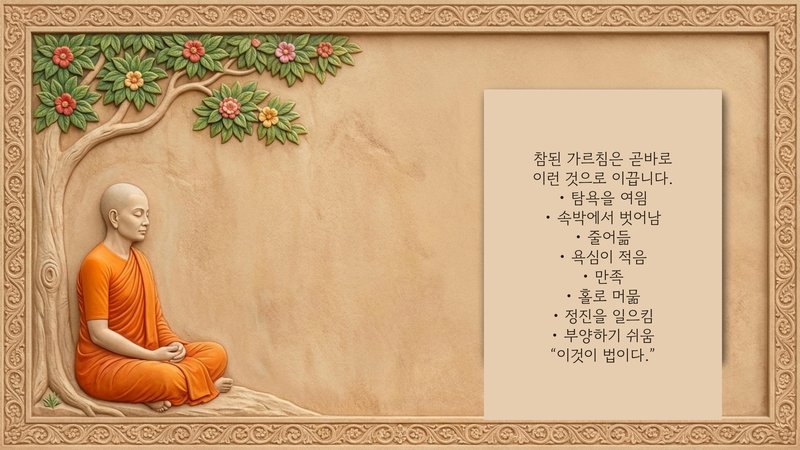 참된 가르침은 곧바로
이런 것으로 이끕니다.
• 탐욕을 여읨
• 속박에서 벗어남
• 줄어듦
• 욕심이 적음
• 만족
• 홀로 머묾
• 정진을 일으킴
• 부양하기 쉬움
“이것이 법이다.”